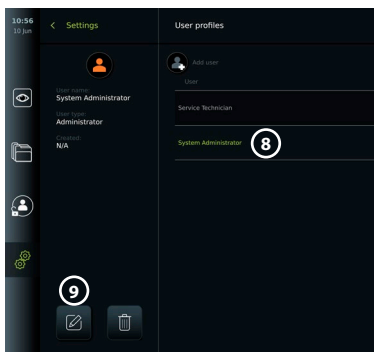 10:56
10 Jun
Settings
User profiles
Add user
User
User name:
System Administrator
User type:
Administrator
Created:
N/A
Service Technician
System Administrator
8
9